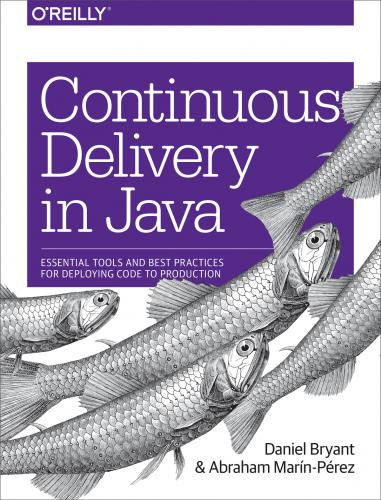 O'REILLY®
Continuous
Delivery
in Java
ESSENTIAL TOOLS AND BEST PRACTICES
FOR DEPLOYING CODE TO PRODUCTION
Daniel Bryant
& Abraham Marín-Pérez